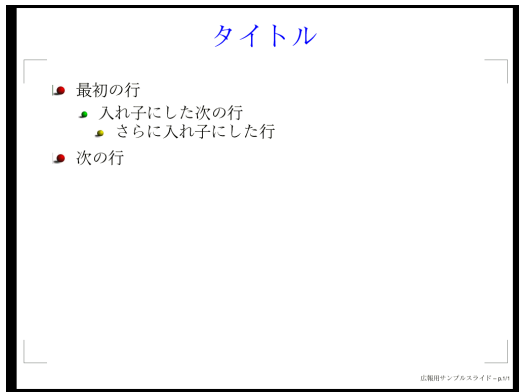 タイトル
最初の行
入れ子にした次の行
さらに入れ子にした行
次の行
広報用サンプルスライド – p.1/1